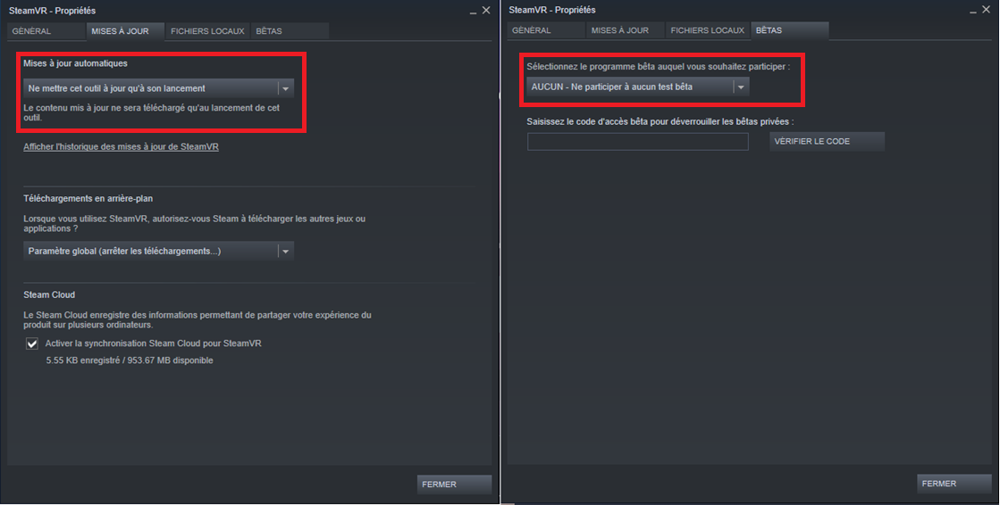 SteamVR - Propriétés
GÉNÉRAL
MISES À JOUR
FICHIERS LOCAUX
BÊTAS
Mises à jour automatiques
Ne mettre cet outil à jour qu'à son lancement
Le contenu mis à jour ne sera téléchargé qu'au lancement de cet
outil.
Afficher l'historique des mises à jour de SteamVR
Téléchargements en arrière-plan
Lorsque vous utilisez SteamVR, autorisez-vous Steam à télécharger les autres jeux ou
applications ?
Paramètre global (arrêter les téléchargements...)
Steam Cloud
Le Steam Cloud enregistre des informations permettant de partager votre expérience du
produit sur plusieurs ordinateurs.
Activer la synchronisation Steam Cloud pour SteamVR
5.55 KB enregistré / 953.67 MB disponible
FERMER
SteamVR - Propriétés
GÉNÉRAL
MISES À JOUR
FICHIERS LOCAUX
BÊTAS
Sélectionnez le programme bêta auquel vous souhaitez participer :
AUCUN - Ne participer à aucun test bêta
Saisissez le code d'accès bêta pour déverrouiller les bêtas privées :
VÉRIFIER LE CODE
FERMER